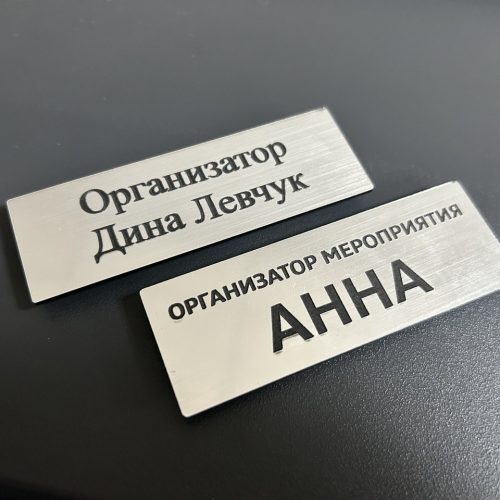 Организатор
Дина Левчук
ОРГАНИЗАТОР МЕРОПРИЯТИЯ
АННА